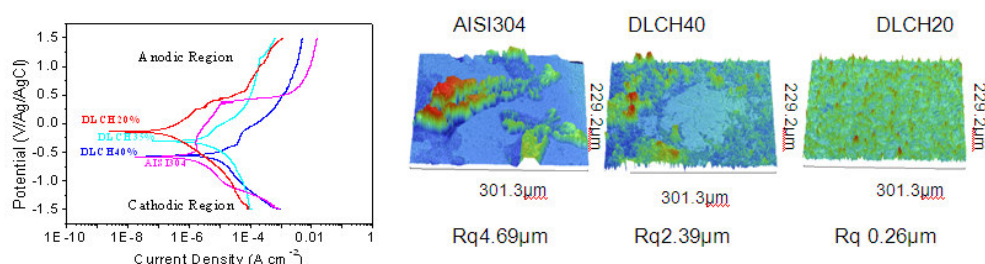 Potential (V/Ag/AgCl)
1.5
1.0
0.5
0.0
-0.5
-1.0
-1.5
Anodic Region
DLCH20%
DLCH35%
DLCH40%
AISI304
Cathodic Region
1E-10
1E-8
1E-6
1E-4
0.01
1
Current Density (A cm⁻²)
AISI304
229.2µm
301.3µm
Rq4.69µm
DLCH40
229.2µm
301.3µm
Rq2.39µm
DLCH20
229.2µm
301.3µm
Rq 0.26µm